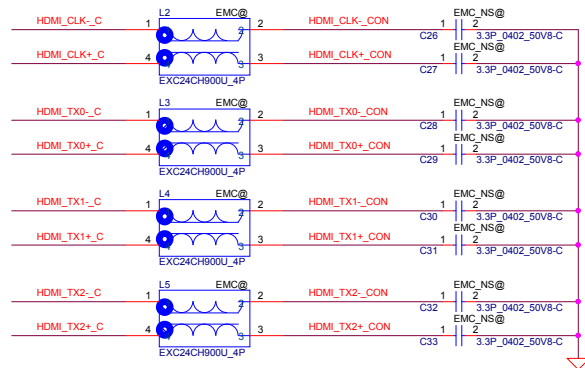 L2 EMC@ EMC_NS@
HDMI_CLK-_C 1 2 HDMI_CLK-_CON 1 2
C26 3.3P_0402_50V8-C
EMC_NS@
HDMI_CLK+_C 4 3 HDMI_CLK+_CON 1 2
EXC24CH900U_4P C27 3.3P_0402_50V8-C
L3 EMC@ EMC_NS@
HDMI_TX0-_C 1 2 HDMI_TX0-_CON 1 2
C28 3.3P_0402_50V8-C
EMC_NS@
HDMI_TX0+_C 4 3 HDMI_TX0+_CON 1 2
EXC24CH900U_4P C29 3.3P_0402_50V8-C
L4 EMC@ EMC_NS@
HDMI_TX1-_C 1 2 HDMI_TX1-_CON 1 2
C30 3.3P_0402_50V8-C
EMC_NS@
HDMI_TX1+_C 4 3 HDMI_TX1+_CON 1 2
EXC24CH900U_4P C31 3.3P_0402_50V8-C
L5 EMC@ EMC_NS@
HDMI_TX2-_C 1 2 HDMI_TX2-_CON 1 2
C32 3.3P_0402_50V8-C
EMC_NS@
HDMI_TX2+_C 4 3 HDMI_TX2+_CON 1 2
EXC24CH900U_4P C33 3.3P_0402_50V8-C